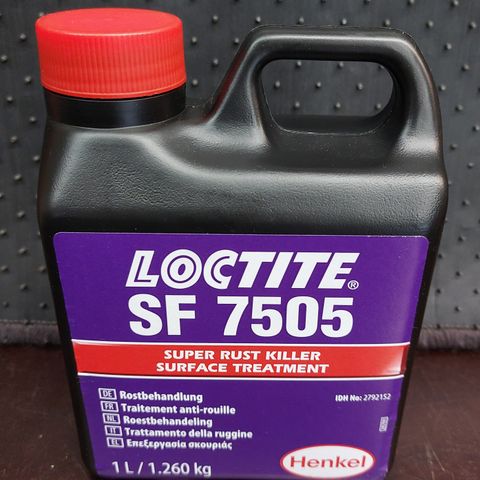 LOCTITE®
SF 7505
SUPER RUST KILLER
SURFACE TREATMENT
IDH No: 2792152
DE Rostbehandlung
FR Traitement anti-rouille
NL Roestbehandeling
IT Trattamento della ruggine
EL Επεξεργασία σκουριάς
1 L / 1.260 kg
Henkel